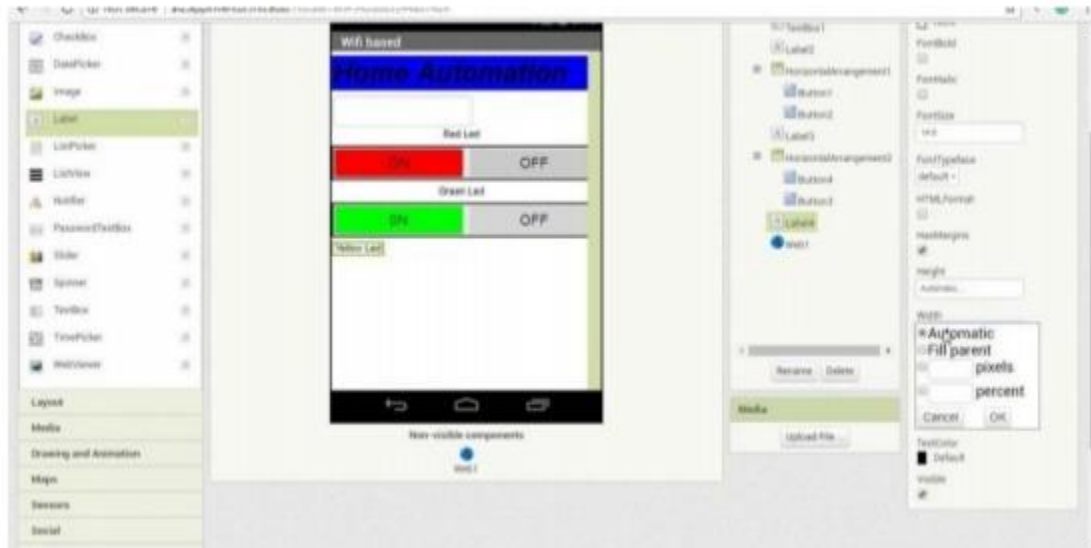 Not secure
CheckBox
DatePicker
Image
Label
ListPicker
ListView
Notifier
PasswordTextBox
Slider
Spinner
TextBox
TimePicker
WebViewer
Layout
Media
Drawing and Animation
Maps
Sensors
Social
Wifi based
Home Automation
Red Led
ON OFF
Green Led
ON OFF
Yellow Led
Non-visible components
Web1
TextBox1
Label2
HorizontalArrangement1
Button1
Button2
Label3
HorizontalArrangement2
Button4
Button3
Label4
Web1
Rename Delete
Media
Upload File ...
FontBold
FontItalic
FontSize
14.0
FontTypeface
default
HTMLFormat
HasMargins
Height
Automatic...
Width
Automatic
Fill parent
pixels
percent
Cancel OK
TextColor
Default
Visible